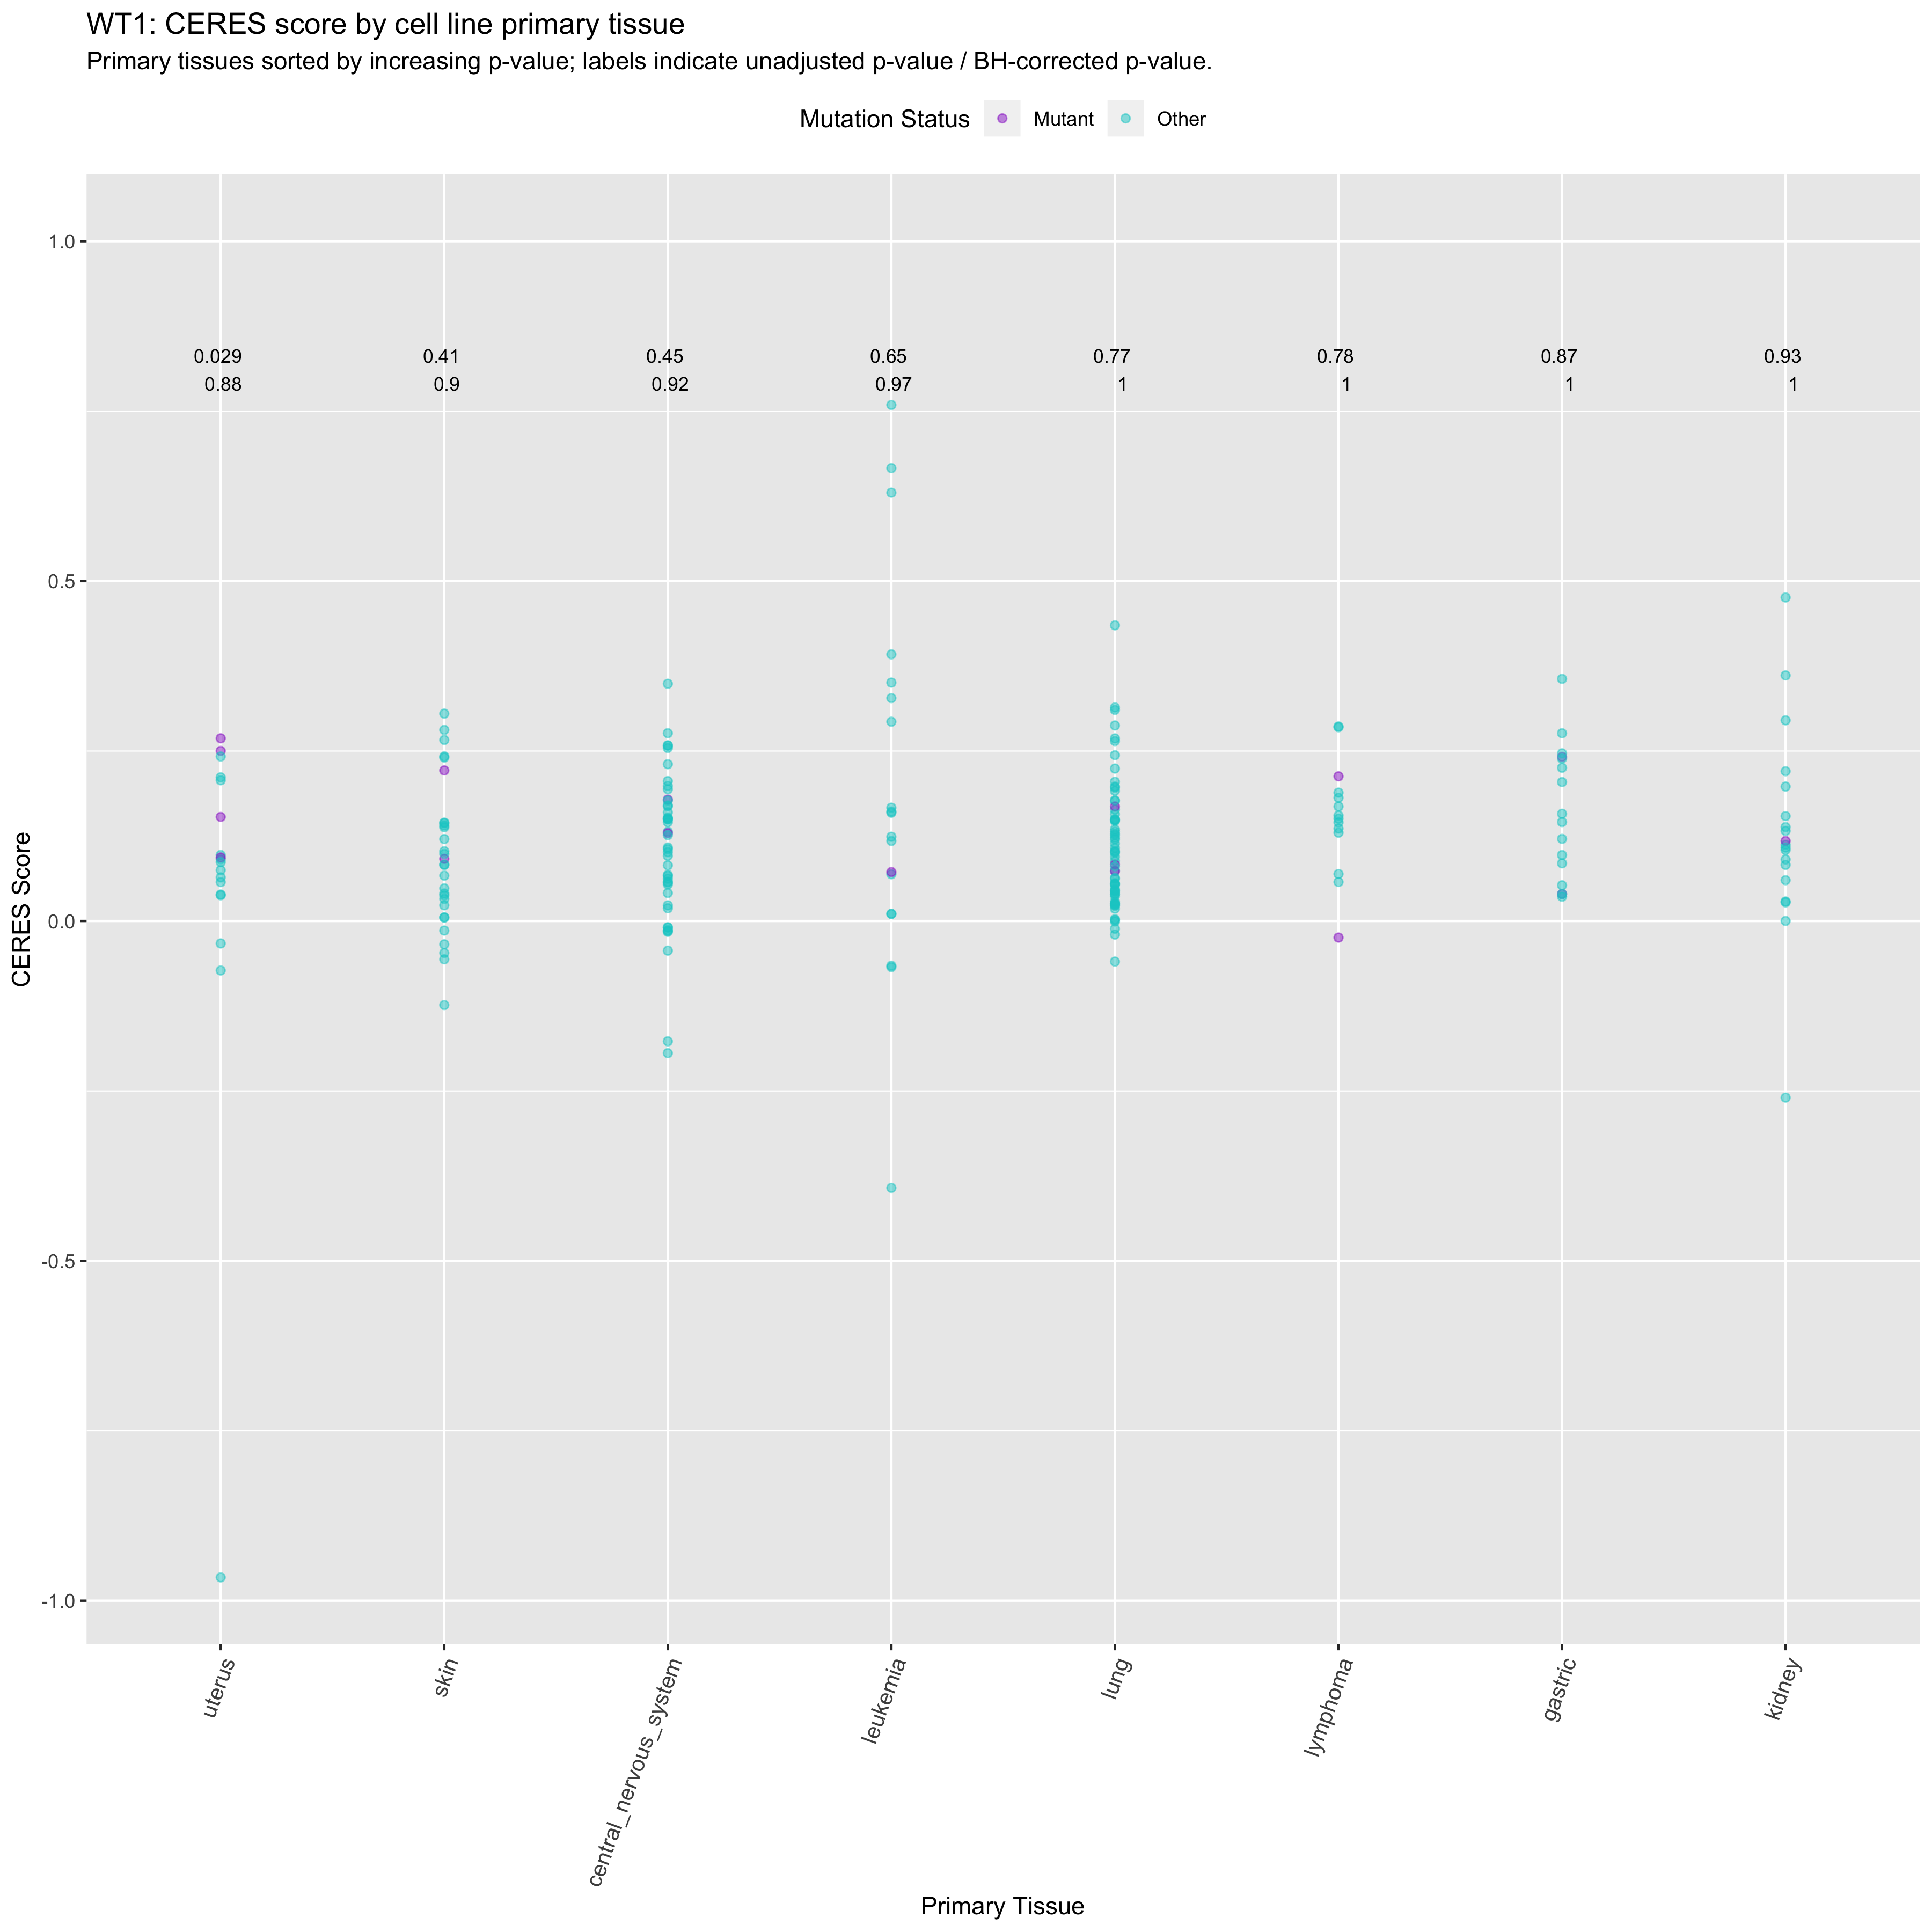 WT1: CERES score by cell line primary tissue
Primary tissues sorted by increasing p-value; labels indicate unadjusted p-value / BH-corrected p-value.
Mutation Status Mutant Other
1.0
0.029 0.41 0.45 0.65 0.77 0.78 0.87 0.93
0.88 0.9 0.92 0.97 1 1 1 1
0.5
0.0
-0.5
-1.0
CERES Score
uterus skin central_nervous_system leukemia lung lymphoma gastric kidney
Primary Tissue